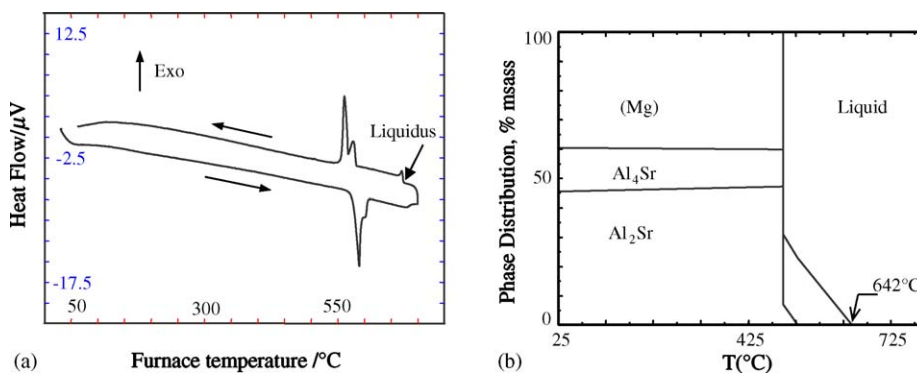 12.5
Exo
Liquidus
-2.5
-17.5
50
300
550
Heat Flow/μV
(a)
Furnace temperature /°C
100
(Mg)
Liquid
Al4Sr
50
Al2Sr
642°C
0
25
425
725
Phase Distribution, % msass
(b)
T(°C)